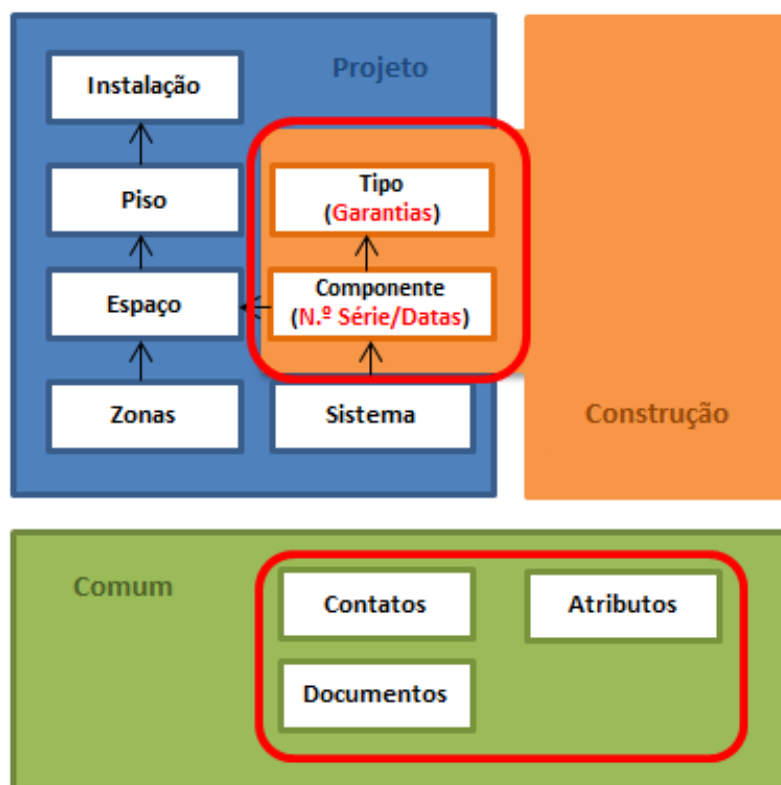 Projeto
Instalação
Piso
Tipo
(Garantias)
Espaço
Componente
(N.º Série/Datas)
Zonas
Sistema
Construção
Comum
Contatos
Atributos
Documentos